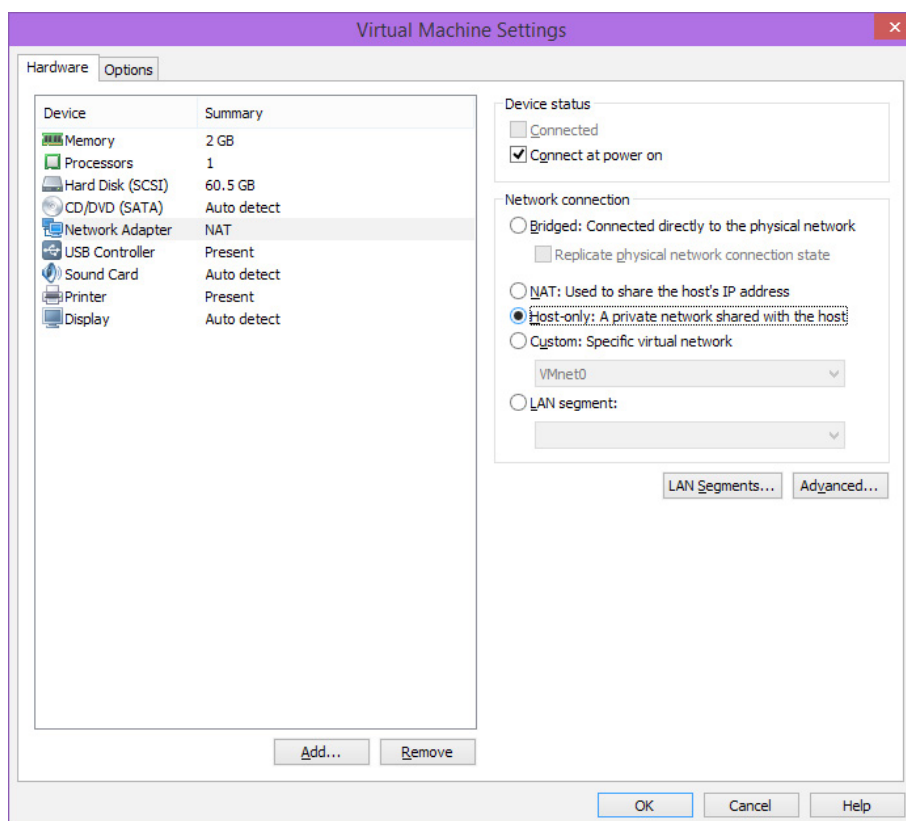 Virtual Machine Settings
Hardware Options
Device Summary
Memory 2 GB
Processors 1
Hard Disk (SCSI) 60.5 GB
CD/DVD (SATA) Auto detect
Network Adapter NAT
USB Controller Present
Sound Card Auto detect
Printer Present
Display Auto detect
Add... Remove
Device status
Connected
Connect at power on
Network connection
Bridged: Connected directly to the physical network
Replicate physical network connection state
NAT: Used to share the host's IP address
Host-only: A private network shared with the host
Custom: Specific virtual network
VMnet0
LAN segment:
LAN Segments... Advanced...
OK Cancel Help